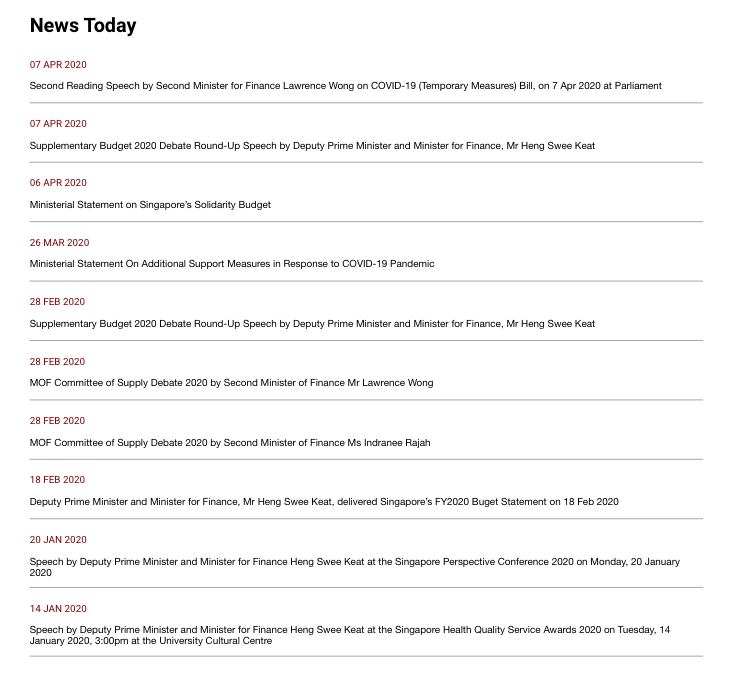 News Today
07 APR 2020
Second Reading Speech by Second Minister for Finance Lawrence Wong on COVID-19 (Temporary Measures) Bill, on 7 Apr 2020 at Parliament
07 APR 2020
Supplementary Budget 2020 Debate Round-Up Speech by Deputy Prime Minister and Minister for Finance, Mr Heng Swee Keat
06 APR 2020
Ministerial Statement on Singapore’s Solidarity Budget
26 MAR 2020
Ministerial Statement On Additional Support Measures in Response to COVID-19 Pandemic
28 FEB 2020
Supplementary Budget 2020 Debate Round-Up Speech by Deputy Prime Minister and Minister for Finance, Mr Heng Swee Keat
28 FEB 2020
MOF Committee of Supply Debate 2020 by Second Minister of Finance Mr Lawrence Wong
28 FEB 2020
MOF Committee of Supply Debate 2020 by Second Minister of Finance Ms Indranee Rajah
18 FEB 2020
Deputy Prime Minister and Minister for Finance, Mr Heng Swee Keat, delivered Singapore’s FY2020 Buget Statement on 18 Feb 2020
20 JAN 2020
Speech by Deputy Prime Minister and Minister for Finance Heng Swee Keat at the Singapore Perspective Conference 2020 on Monday, 20 January
2020
14 JAN 2020
Speech by Deputy Prime Minister and Minister for Finance Heng Swee Keat at the Singapore Health Quality Service Awards 2020 on Tuesday, 14
January 2020, 3:00pm at the University Cultural Centre